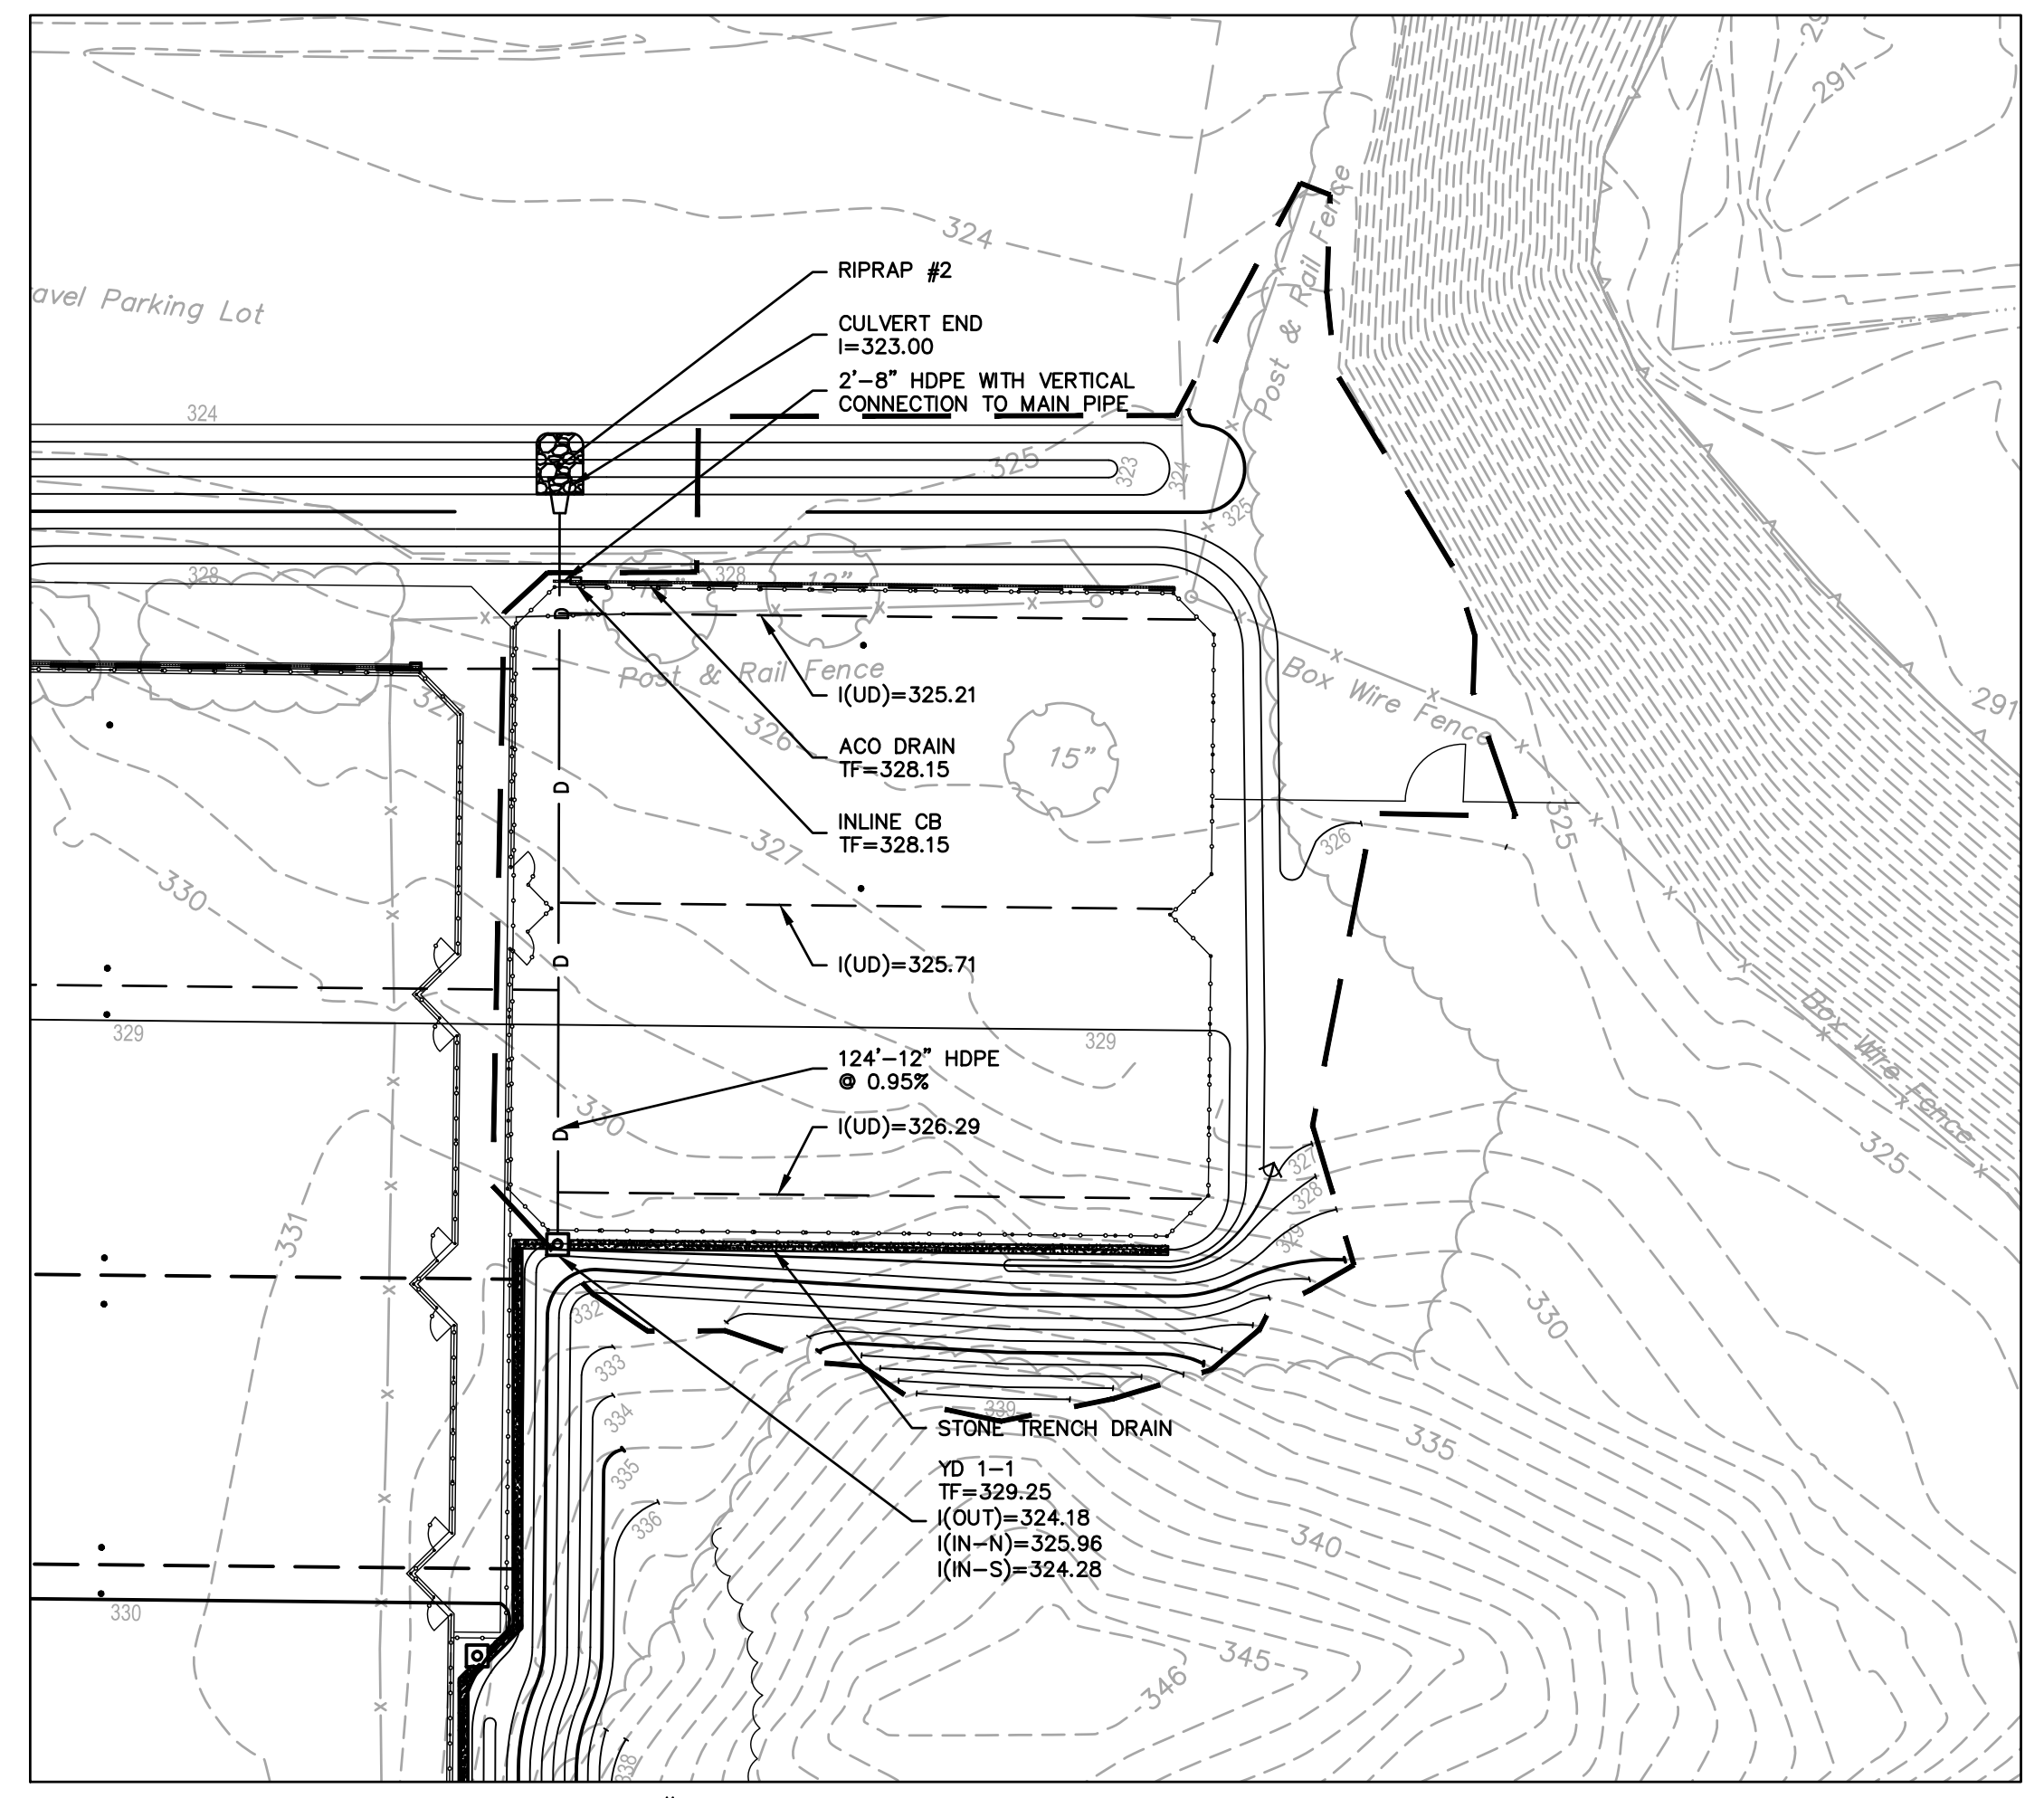 291
324
RIPRAP #2
Post & Rail Fence
avel Parking Lot
CULVERT END
I=323.00
2'-8" HDPE WITH VERTICAL
CONNECTION TO MAIN PIPE
324
325
323
324
325
328
328
12"
D
Post & Rail Fence
Box Wire Fence
I(UD)=325.21
327
326
291
ACO DRAIN
TF=328.15
15"
D
INLINE CB
TF=328.15
325
326
327
330
D
I(UD)=325.71
Box Wire Fence
329
329
124'-12" HDPE
@ 0.95%
330
I(UD)=326.29
D
325
327
328
329
331
332
330
333
334
339
STONE TRENCH DRAIN
335
335
YD 1-1
TF=329.25
I(OUT)=324.18
I(IN-N)=325.96
I(IN-S)=324.28
336
340
330
345
346
338